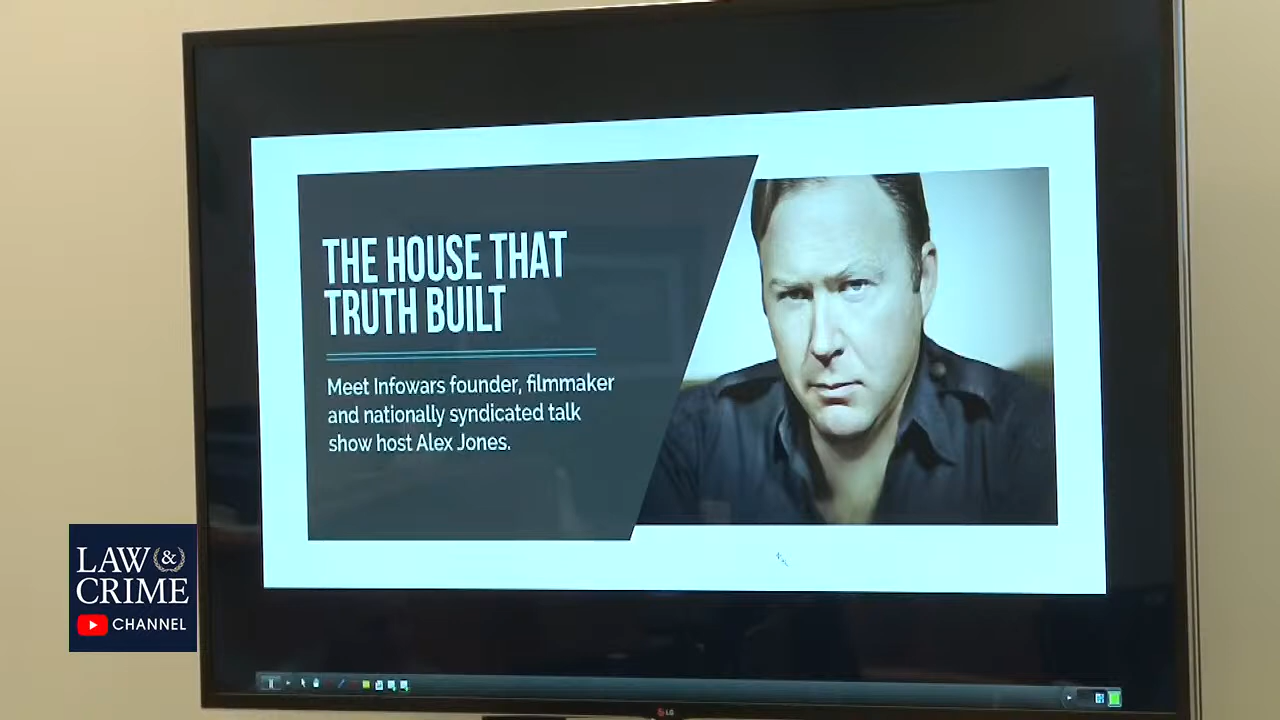 THE HOUSE THAT
TRUTH BUILT
Meet Infowars founder, filmmaker
and nationally syndicated talk
show host Alex Jones.
LAW &
CRIME
CHANNEL
LG